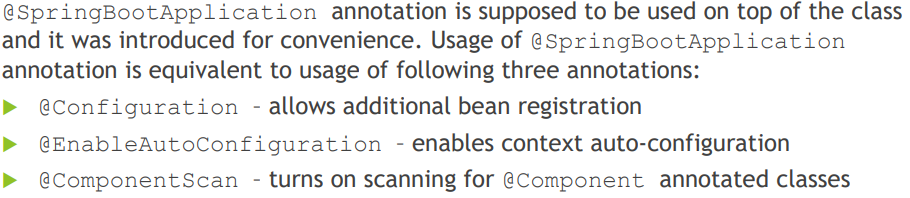 @SpringBootApplication annotation is supposed to be used on top of the class
and it was introduced for convenience. Usage of @SpringBootApplication
annotation is equivalent to usage of following three annotations:
@Configuration - allows additional bean registration
@EnableAutoConfiguration - enables context auto-configuration
@ComponentScan - turns on scanning for @Component annotated classes